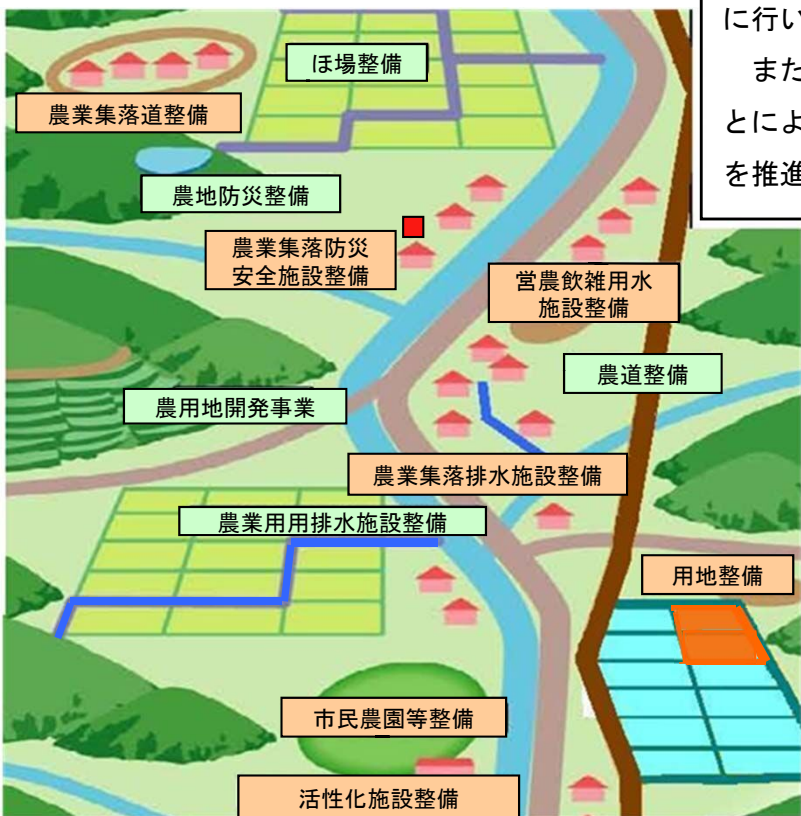 に行い
また
とによ
を推進
ほ場整備
農業集落道整備
農地防災整備
農業集落防災
安全施設整備
営農飲雑用水
施設整備
農道整備
農用地開発事業
農業集落排水施設整備
農業用用排水施設整備
用地整備
市民農園等整備
活性化施設整備